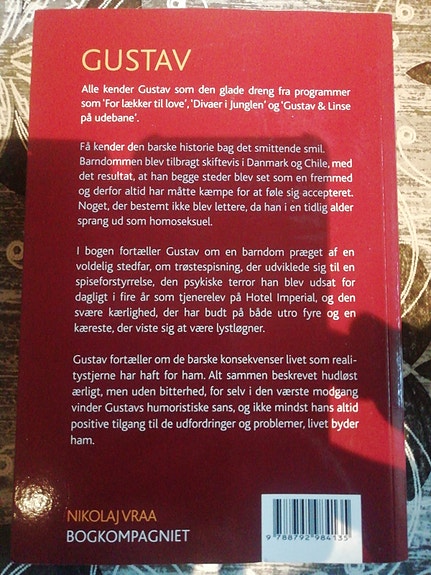 GUSTAV
Alle kender Gustav som den glade dreng fra programmer
som 'For lækker til love', 'Divaer i Junglen' og 'Gustav & Linse
på udebane'.
Få kender den barske historie bag det smittende smil.
Barndommen blev tilbragt skiftevis i Danmark og Chile, med
det resultat, at han begge steder blev set som en fremmed
og derfor altid har måtte kæmpe for at føle sig accepteret.
Noget, der bestemt ikke blev lettere, da han i en tidlig alder
sprang ud som homoseksuel.
I bogen fortæller Gustav om en barndom præget af en
voldelig stedfar, om trøstespisning, der udviklede sig til en
spiseforstyrrelse, den psykiske terror han blev udsat for
dagligt i fire år som tjenerelev på Hotel Imperial, og den
svære kærlighed, der har budt på både utro fyre og en
kæreste, der viste sig at være lystløgner.
Gustav fortæller om de barske konsekvenser livet som reali-
tystjerne har haft for ham. Alt sammen beskrevet hudløst
ærligt, men uden bitterhed, for selv i den værste modgang
vinder Gustavs humoristiske sans, og ikke mindst hans altid
positive tilgang til de udfordringer og problemer, livet byder
ham.
NIKOLAJ VRAA
BOGKOMPAGNIET
9 788792 984135